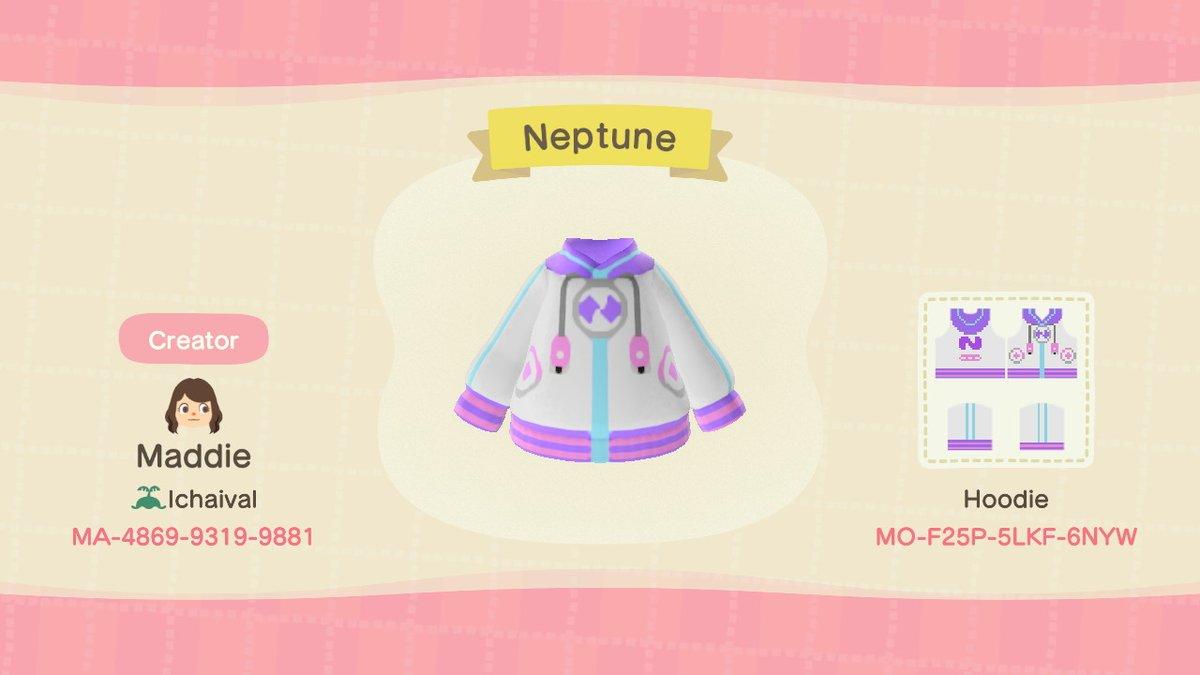 Neptune
Creator
Maddie
Ichaival
MA-4869-9319-9881
N
Hoodie
MO-F25P-5LKF-6NYW